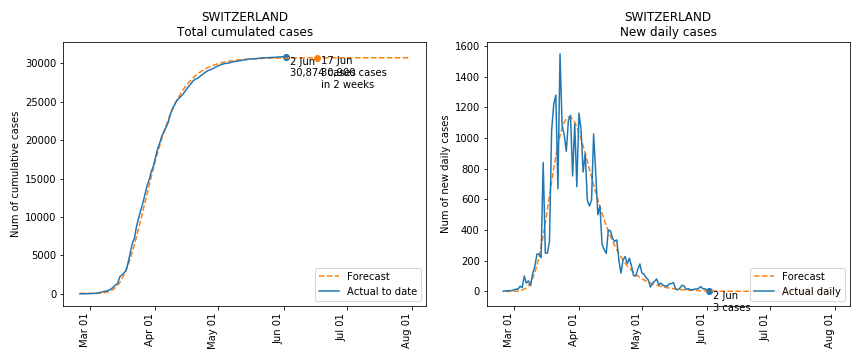 SWITZERLAND
Total cumulated cases
Num of cumulative cases
30000
25000
20000
15000
10000
5000
0
2 Jun
30,874 cases
17 Jun
cases
in 2 weeks
Forecast
Actual to date
Mar 01
Apr 01
May 01
Jun 01
Jul 01
Aug 01
SWITZERLAND
New daily cases
Num of new daily cases
1600
1400
1200
1000
800
600
400
200
0
2 Jun
3 cases
Forecast
Actual daily
Mar 01
Apr 01
May 01
Jun 01
Jul 01
Aug 01